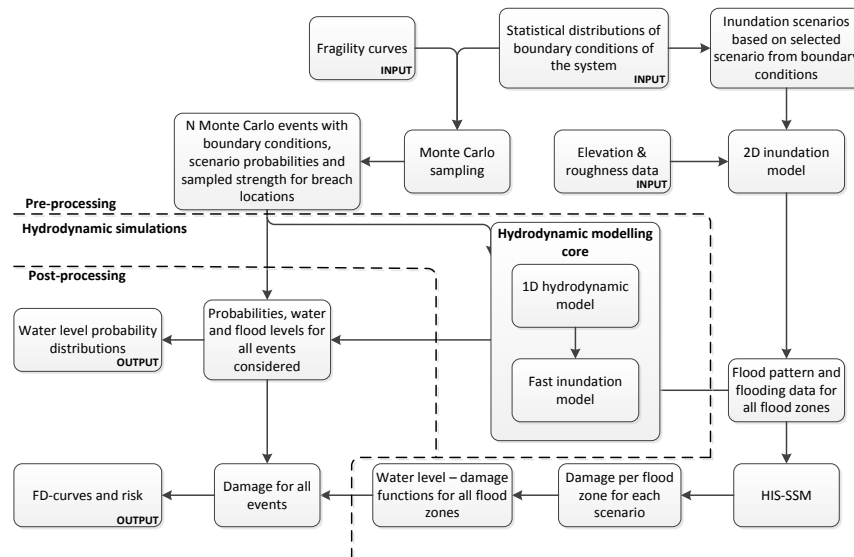 Fragility curves
INPUT
Statistical distributions of
boundary conditions of
the system
INPUT
Inundation scenarios
based on selected
scenario from boundary
conditions
N Monte Carlo events with
boundary conditions,
scenario probabilities and
sampled strength for breach
locations
Monte Carlo
sampling
Elevation &
roughness data
INPUT
2D inundation
model
Pre-processing
Hydrodynamic simulations
Post-processing
Hydrodynamic modelling
core
1D hydrodynamic
model
Fast inundation
model
Water level probability
distributions
OUTPUT
Probabilities, water
and flood levels for
all events
considered
Flood pattern and
flooding data for
all flood zones
FD-curves and risk
OUTPUT
Damage for all
events
Water level – damage
functions for all flood
zones
Damage per flood
zone for each
scenario
HIS-SSM